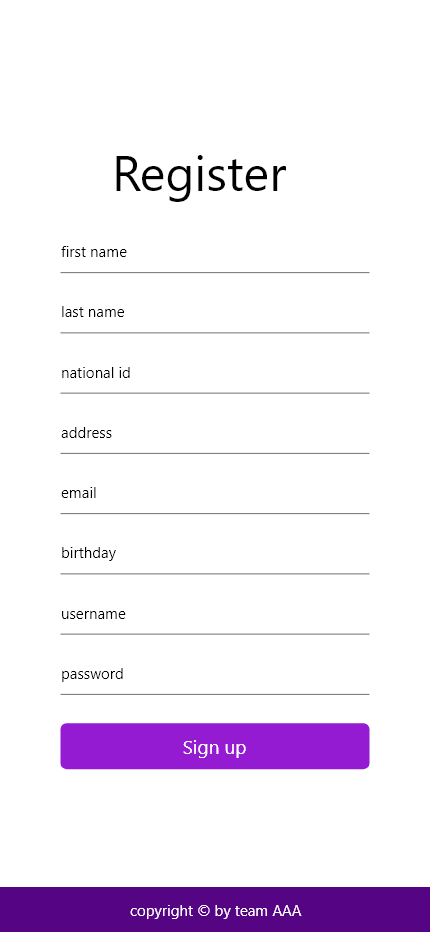 Register
first name
last name
national id
address
email
birthday
username
password
Sign up
copyright © by team AAA